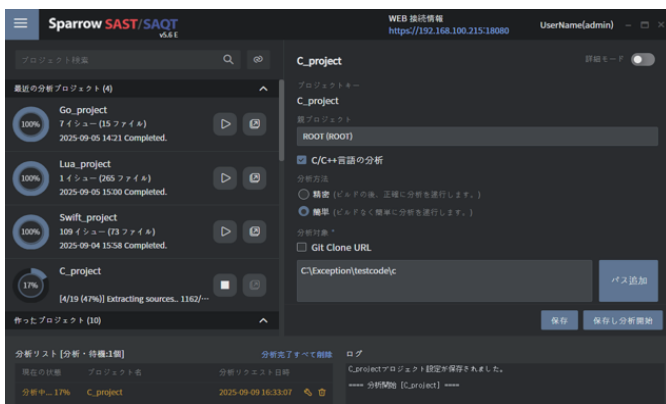 Sparrow SAST/SAQT
v5.6 E
WEB 接続情報
https://192.168.100.215:18080
UserName(admin)
プロジェクト検索
最近の分析プロジェクト (4)
100%
Go_project
7 イシュー (15 ファイル)
2025-09-05 14:21 Completed.
100%
Lua_project
1 イシュー (265 ファイル)
2025-09-05 15:00 Completed.
100%
Swift_project
109 イシュー (73 ファイル)
2025-09-04 15:58 Completed.
17%
C_project
[4/19 (47%)] Extracting sources.. 1162/…
作ったプロジェクト (10)
C_project
詳細モード
プロジェクトキー
C_project
親プロジェクト
ROOT (ROOT)
C/C++言語の分析
分析方法
精密 (ビルドの後、正確に分析を進行します。)
簡単 (ビルドなく簡単に分析を進行します。)
分析対象 *
Git Clone URL
C:\Exception\testcode\c
パス追加
保存
保存し分析開始
分析リスト [分析・待機:1個]
分析完了すべて削除
現在の状態 プロジェクト名 分析リクエスト日時
分析中... 17% C_project 2025-09-09 16:33:07
ログ
C_projectプロジェクト設定が保存されました。
==== 分析開始 [C_project] ====